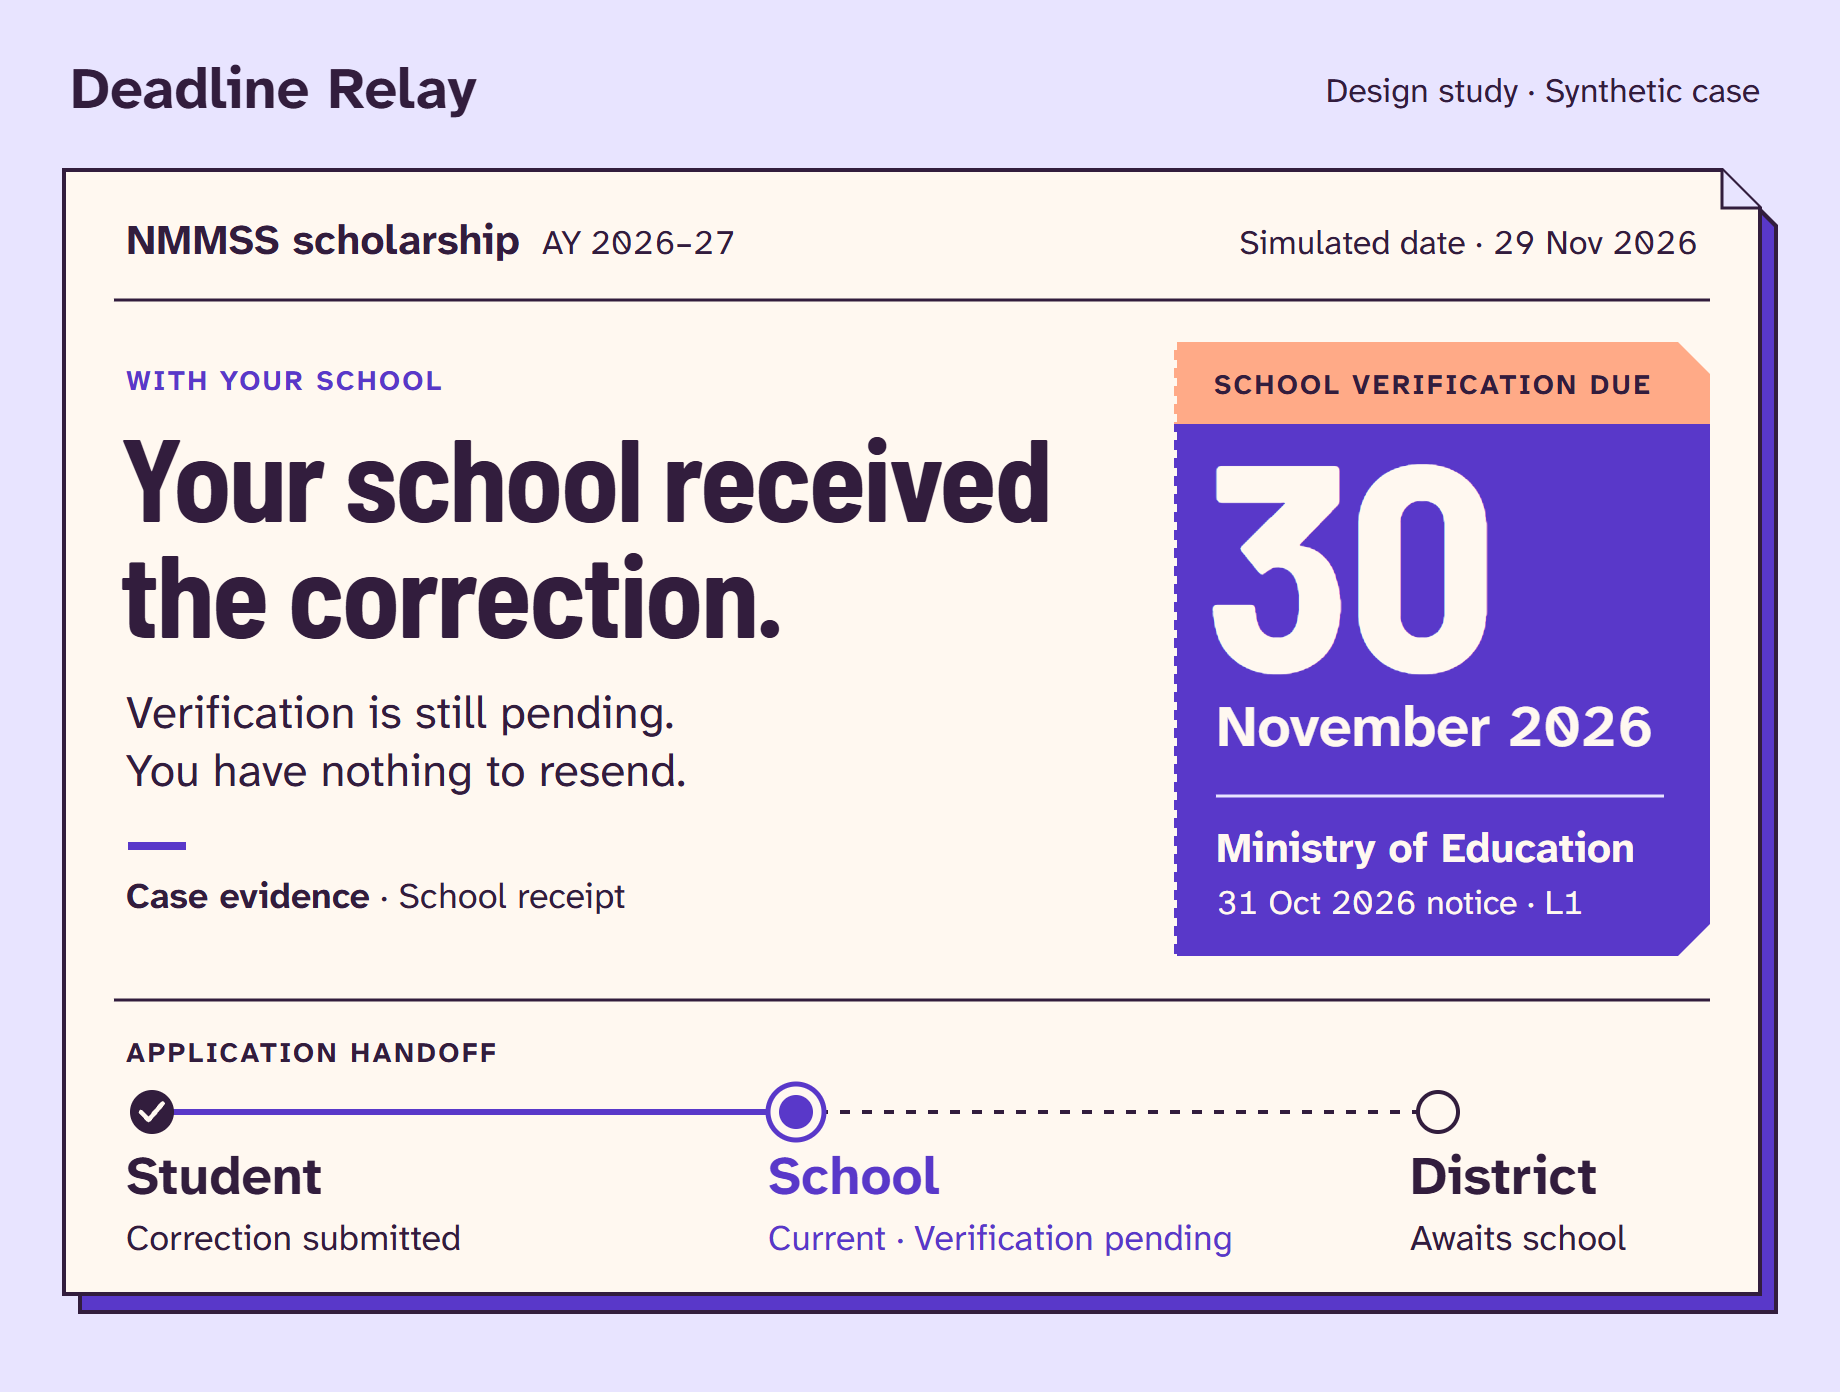 Deadline Relay
Design study · Synthetic case
NMMSS scholarship AY 2026–27
Simulated date · 29 Nov 2026
WITH YOUR SCHOOL
Your school received
the correction.
Verification is still pending.
You have nothing to resend.
Case evidence · School receipt
SCHOOL VERIFICATION DUE
30
November 2026
Ministry of Education
31 Oct 2026 notice · L1
APPLICATION HANDOFF
Student
Correction submitted
School
Current · Verification pending
District
Awaits school